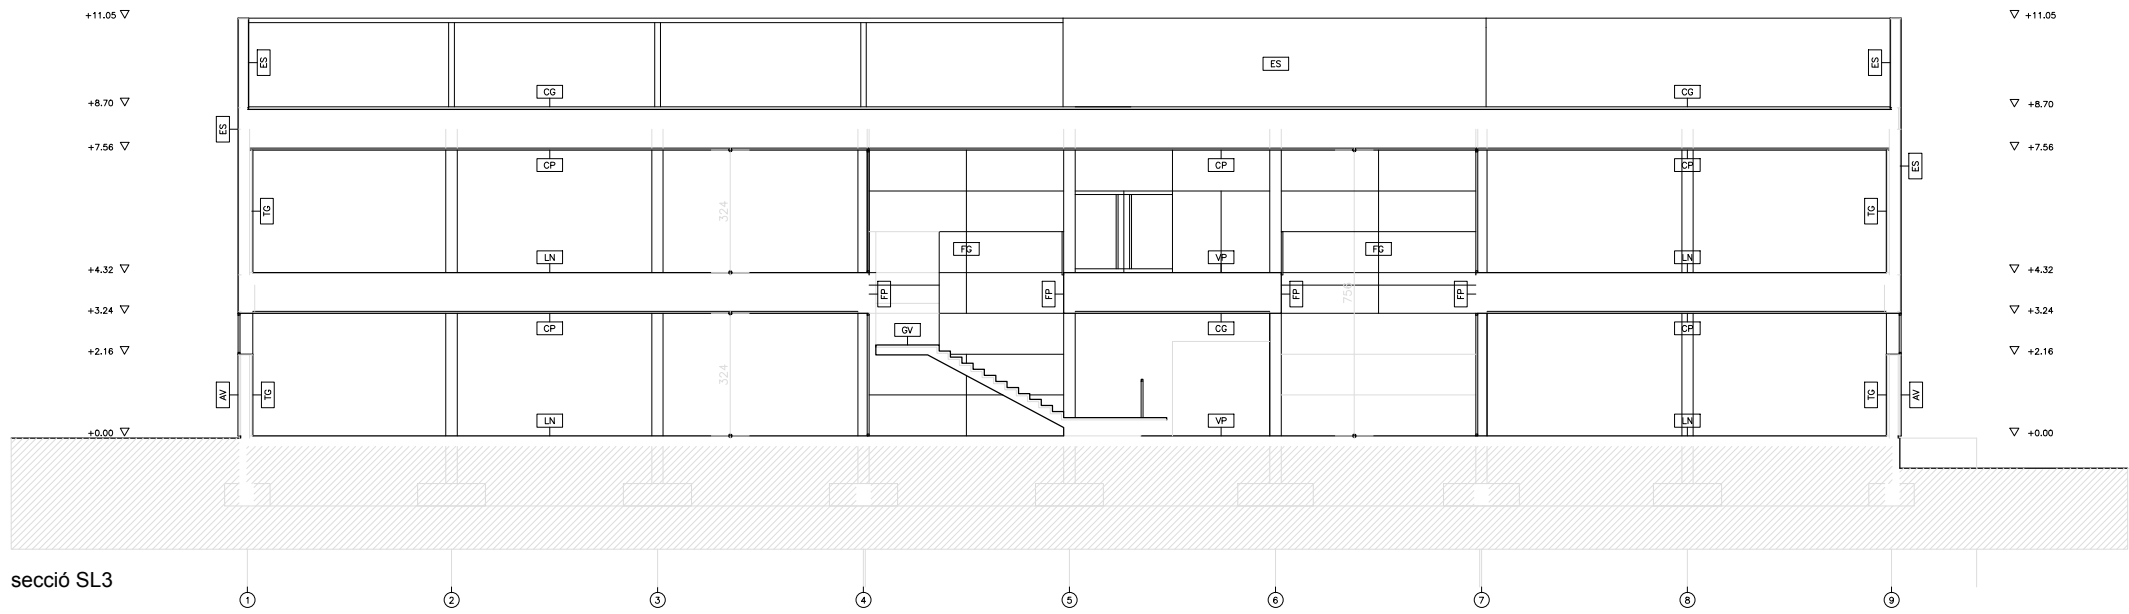 +11.05
+11.05
ES
ES
ES
CG
CG
+8.70
+8.70
ES
+7.56
+7.56
CP
CP
CP
ES
TG
324
TG
FG
FG
LN
VP
LN
+4.32
+4.32
FP
FP
FP
FP
756
+3.24
+3.24
CP
GV
CG
CP
+2.16
+2.16
324
AV
TG
TG
AV
LN
VP
LN
+0.00
+0.00
secció SL3
1
2
3
4
5
6
7
8
9